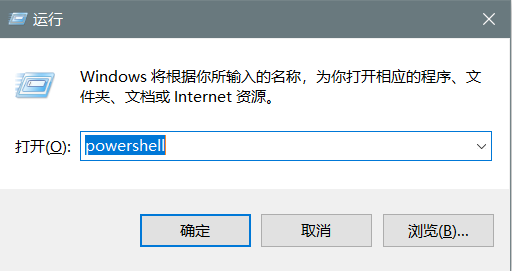 运行
Windows 将根据你所输入的名称，为你打开相应的程序、文
件夹、文档或 Internet 资源。
打开(O): powershell
确定 取消 浏览(B)...